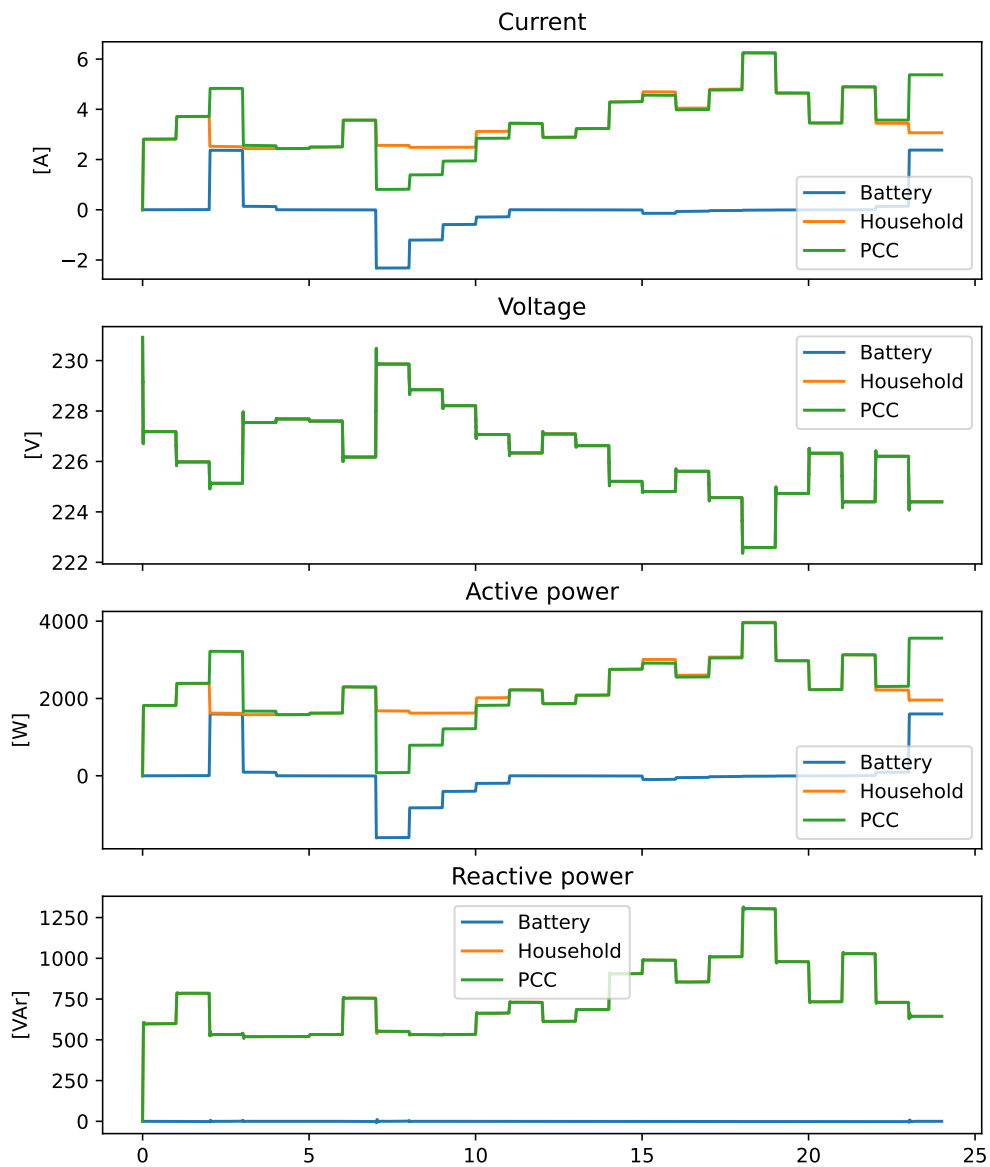 Current
6
4
2
0
−2
[A]
Battery
Household
PCC
Voltage
230
228
226
224
222
[V]
Battery
Household
PCC
Active power
4000
2000
0
[W]
Battery
Household
PCC
Reactive power
1250
1000
750
500
250
0
[VAr]
Battery
Household
PCC
0 5 10 15 20 25